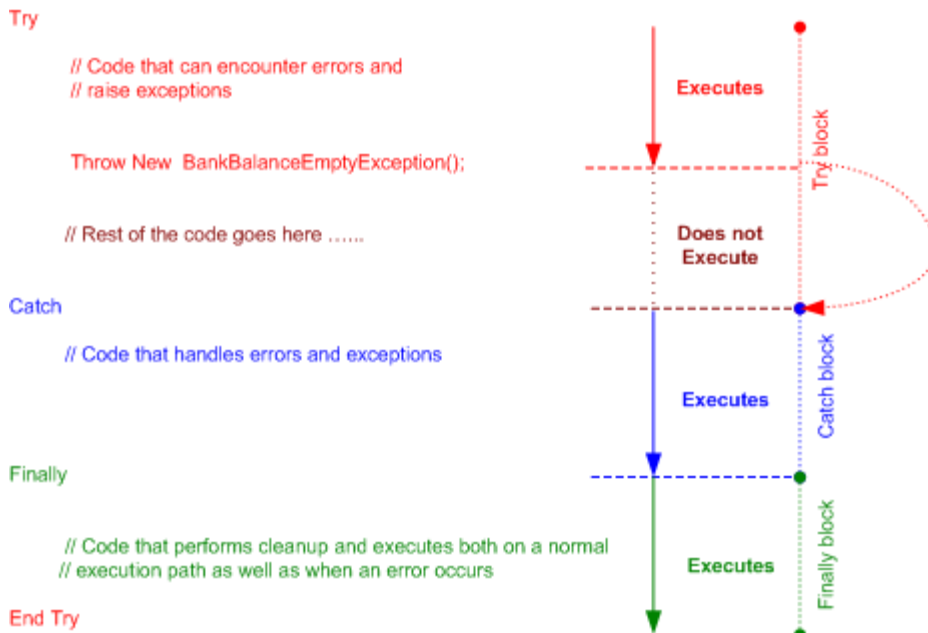 Try
// Code that can encounter errors and
// raise exceptions
Executes
Throw New BankBalanceEmptyException();
Try block
// Rest of the code goes here ......
Does not
Execute
Catch
// Code that handles errors and exceptions
Executes
Catch block
Finally
// Code that performs cleanup and executes both on a normal
// execution path as well as when an error occurs
Executes
Finally block
End Try